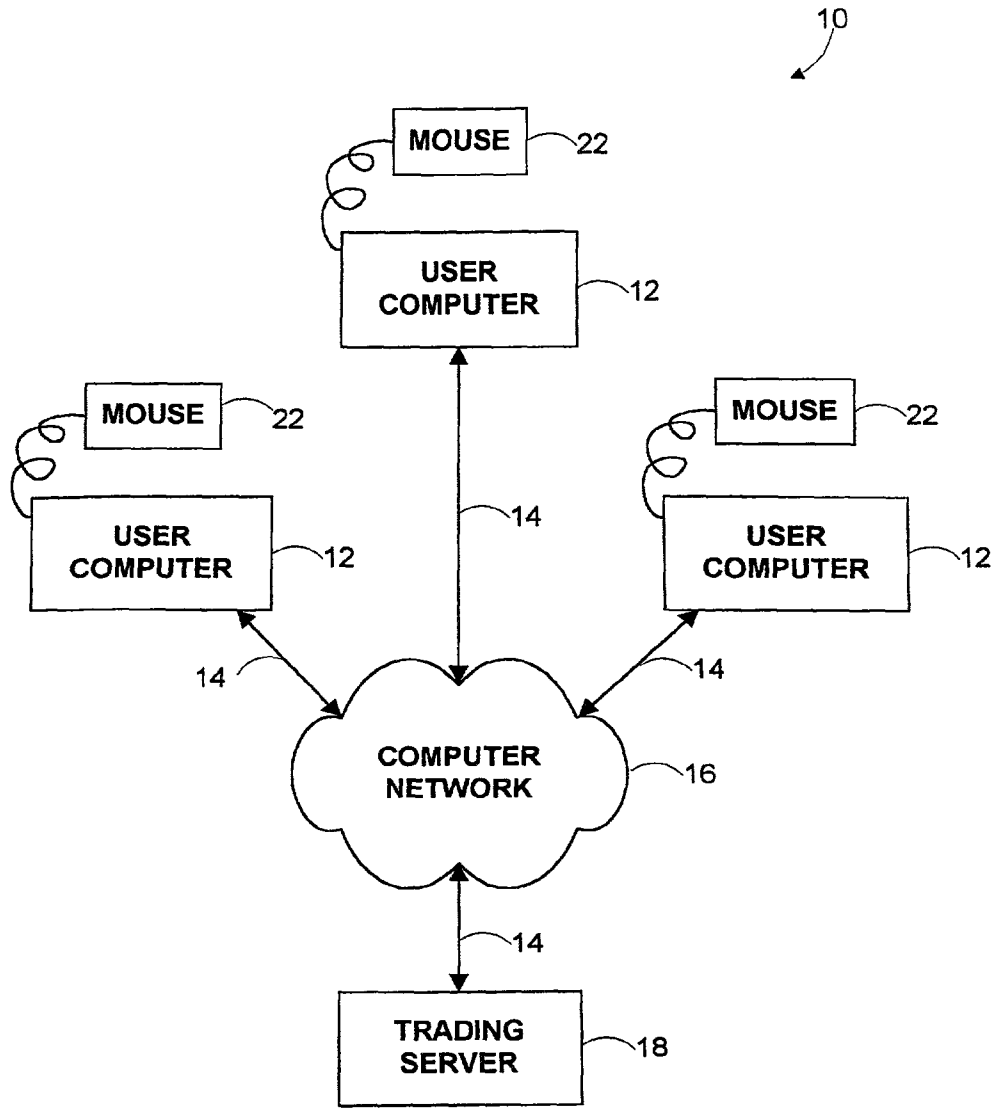 10
MOUSE
22
USER
COMPUTER
12
MOUSE
22
USER
COMPUTER
12
MOUSE
22
USER
COMPUTER
12
14
14
14
COMPUTER
NETWORK
16
14
TRADING
SERVER
18